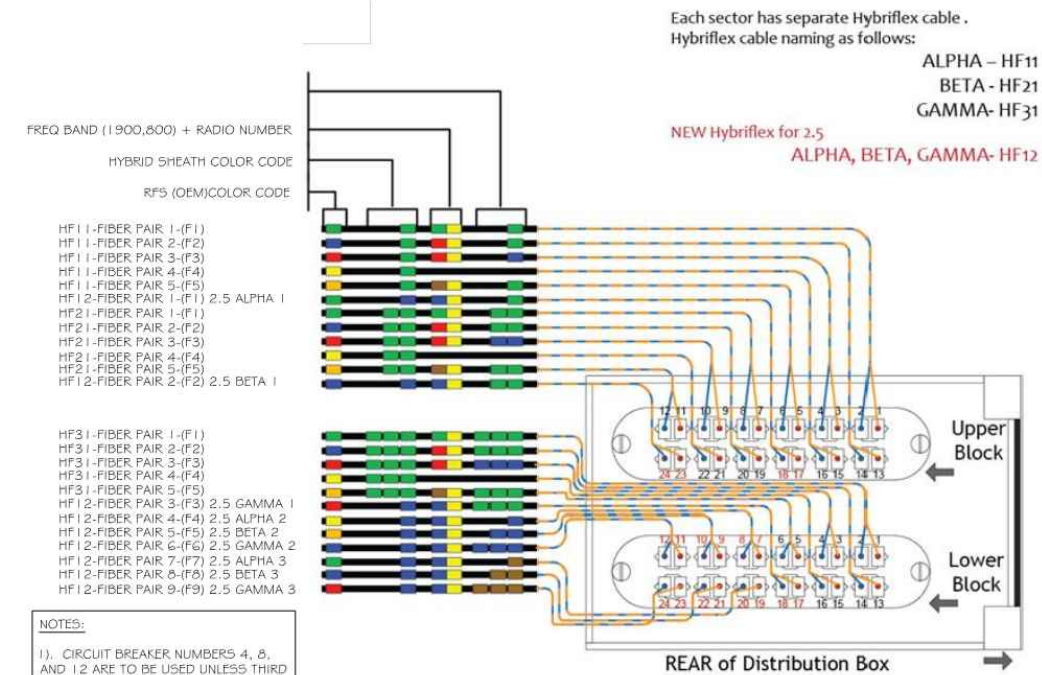 Each sector has separate Hybriflex cable .
Hybriflex cable naming as follows:
ALPHA – HF11
BETA - HF21
GAMMA- HF31
NEW Hybriflex for 2.5
ALPHA, BETA, GAMMA- HF12
FREQ BAND (1900,800) + RADIO NUMBER
HYBRID SHEATH COLOR CODE
RFS (OEM)COLOR CODE
HF11-FIBER PAIR 1-(F1)
HF11-FIBER PAIR 2-(F2)
HF11-FIBER PAIR 3-(F3)
HF11-FIBER PAIR 4-(F4)
HF11-FIBER PAIR 5-(F5)
HF12-FIBER PAIR 1-(F1) 2.5 ALPHA 1
HF21-FIBER PAIR 1-(F1)
HF21-FIBER PAIR 2-(F2)
HF21-FIBER PAIR 3-(F3)
HF21-FIBER PAIR 4-(F4)
HF21-FIBER PAIR 5-(F5)
HF12-FIBER PAIR 2-(F2) 2.5 BETA 1
12 11 10 9 8 7 6 5 4 3 2 1
Upper
Block
24 23 22 21 20 19 18 17 16 15 14 13
HF31-FIBER PAIR 1-(F1)
HF31-FIBER PAIR 2-(F2)
HF31-FIBER PAIR 3-(F3)
HF31-FIBER PAIR 4-(F4)
HF31-FIBER PAIR 5-(F5)
HF12-FIBER PAIR 3-(F3) 2.5 GAMMA 1
HF12-FIBER PAIR 4-(F4) 2.5 ALPHA 2
HF12-FIBER PAIR 5-(F5) 2.5 BETA 2
HF12-FIBER PAIR 6-(F6) 2.5 GAMMA 2
HF12-FIBER PAIR 7-(F7) 2.5 ALPHA 3
HF12-FIBER PAIR 8-(F8) 2.5 BETA 3
HF12-FIBER PAIR 9-(F9) 2.5 GAMMA 3
12 11 10 9 8 7 6 5 4 3 2 1
Lower
Block
24 23 22 21 20 19 18 17 16 15 14 13
NOTES:
1). CIRCUIT BREAKER NUMBERS 4, 8,
AND 12 ARE TO BE USED UNLESS THIRD
REAR of Distribution Box